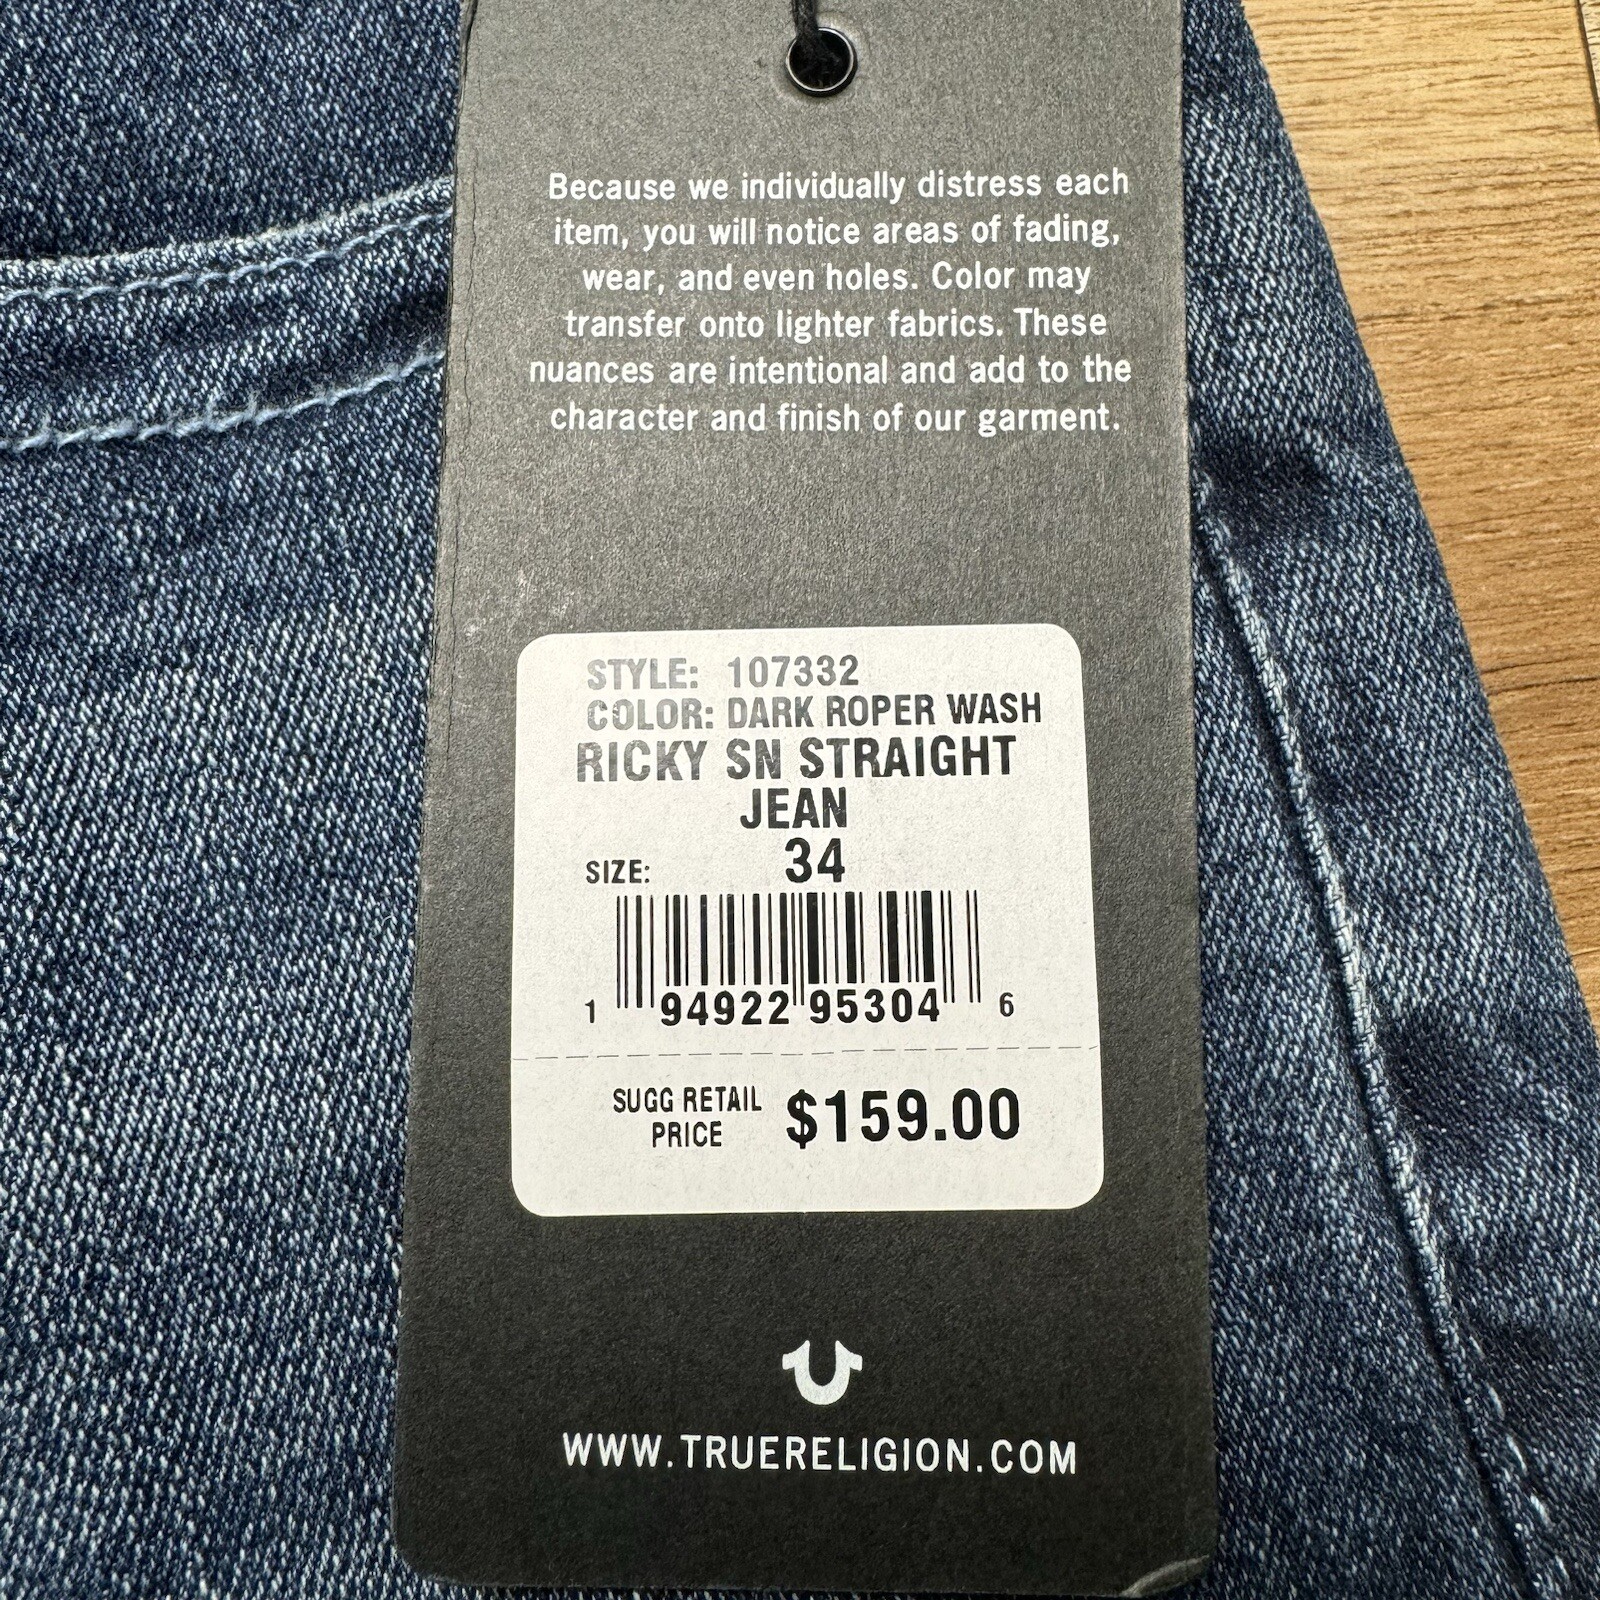 Because we individually distress each
item, you will notice areas of fading,
wear, and even holes. Color may
transfer onto lighter fabrics. These
nuances are intentional and add to the
character and finish of our garment.
STYLE: 107332
COLOR: DARK ROPER WASH
RICKY SN STRAIGHT
JEAN
SIZE: 34
1 94922 95304 6
SUGG RETAIL
PRICE $159.00
WWW.TRUERELIGION.COM